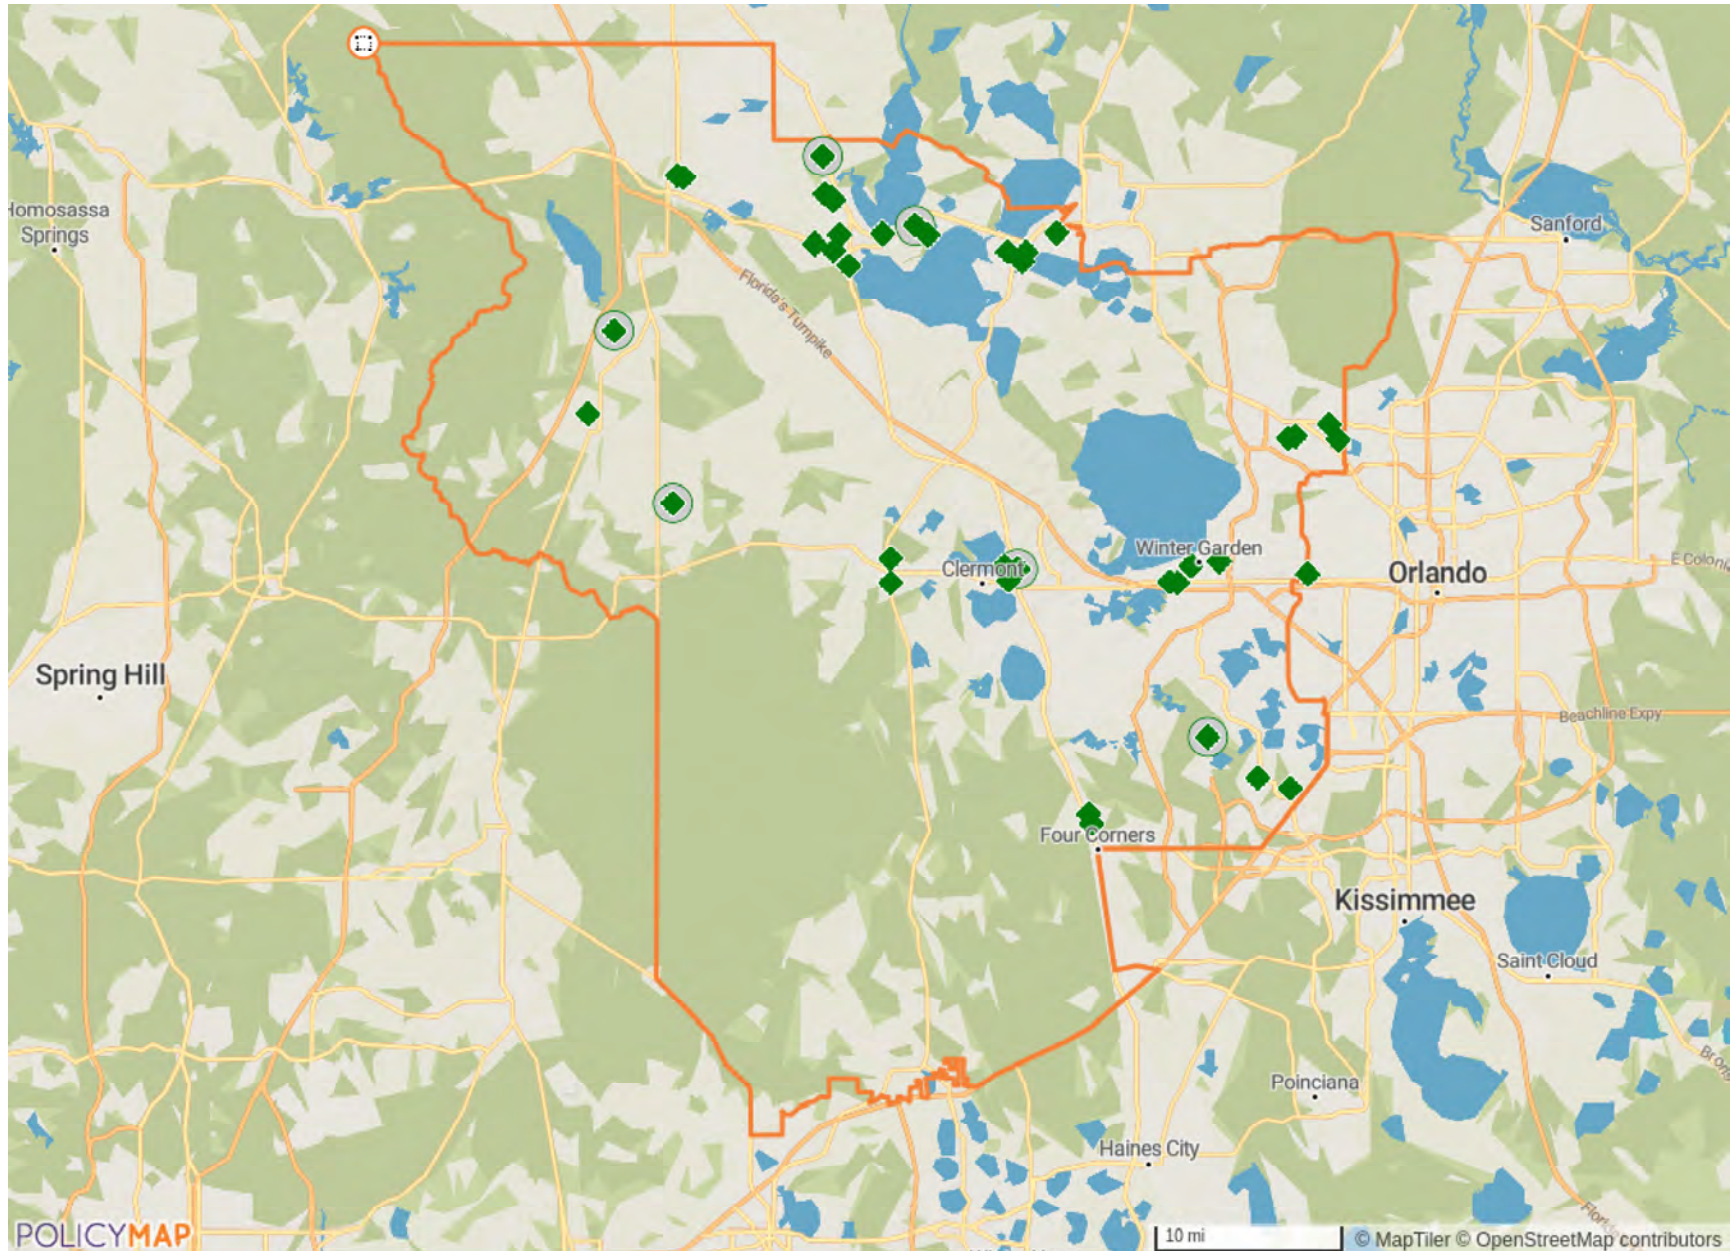 Homosassa
Springs
Sanford
Florida's Turnpike
Winter Garden
Clermont
Orlando
E Colonia
Spring Hill
Beachline Expy
Four Corners
Kissimmee
Saint Cloud
Poinciana
Haines City
POLICYMAP
10 mi
© MapTiler © OpenStreetMap contributors